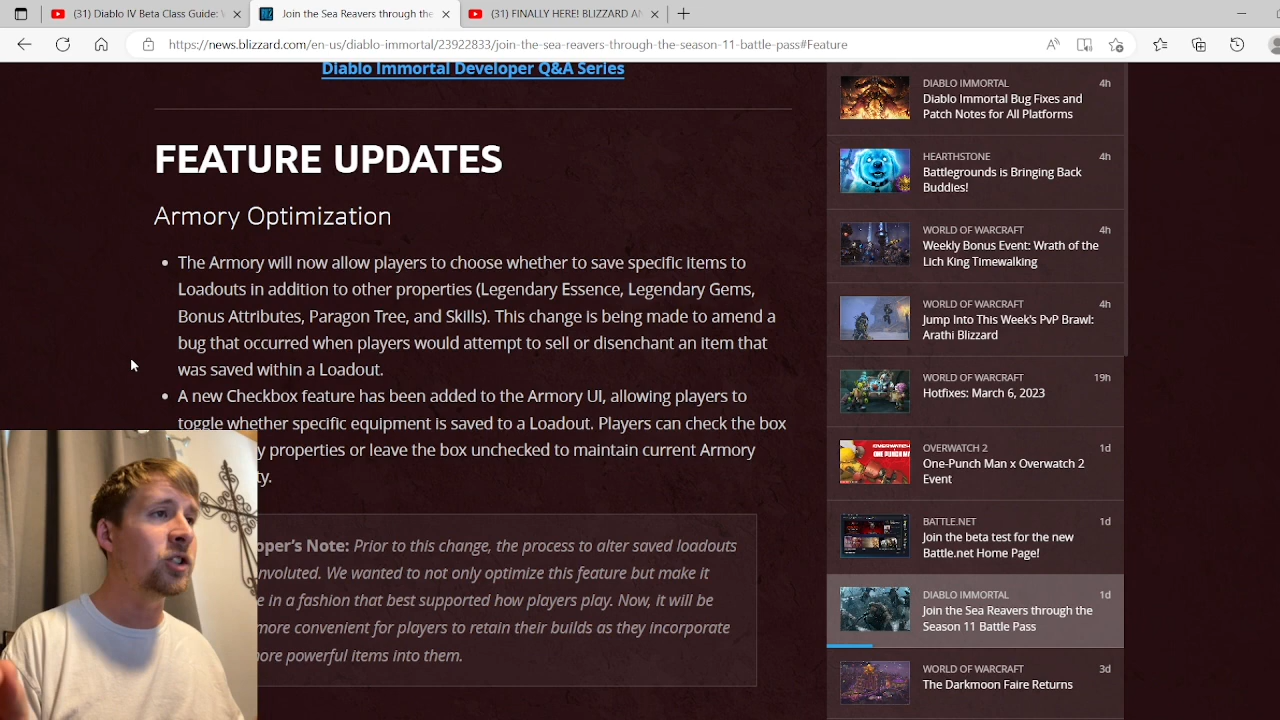 (31) Diablo IV Beta Class Guide: W
Join the Sea Reavers through the
(31) FINALLY HERE! BLIZZARD AN
https://news.blizzard.com/en-us/diablo-immortal/23922833/join-the-sea-reavers-through-the-season-11-battle-pass#Feature
Diablo Immortal Developer Q&A Series
FEATURE UPDATES
Armory Optimization
The Armory will now allow players to choose whether to save specific items to
Loadouts in addition to other properties (Legendary Essence, Legendary Gems,
Bonus Attributes, Paragon Tree, and Skills). This change is being made to amend a
bug that occurred when players would attempt to sell or disenchant an item that
was saved within a Loadout.
A new Checkbox feature has been added to the Armory UI, allowing players to
toggle whether specific equipment is saved to a Loadout. Players can check the box
properties or leave the box unchecked to maintain current Armory
oper's Note: Prior to this change, the process to alter saved loadouts
nvoluted. We wanted to not only optimize this feature but make it
e in a fashion that best supported how players play. Now, it will be
more convenient for players to retain their builds as they incorporate
ore powerful items into them.
DIABLO IMMORTAL 4h
Diablo Immortal Bug Fixes and
Patch Notes for All Platforms
HEARTHSTONE 4h
Battlegrounds is Bringing Back
Buddies!
WORLD OF WARCRAFT 4h
Weekly Bonus Event: Wrath of the
Lich King Timewalking
WORLD OF WARCRAFT 4h
Jump Into This Week's PvP Brawl:
Arathi Blizzard
WORLD OF WARCRAFT 19h
Hotfixes: March 6, 2023
OVERWATCH 2 1d
One-Punch Man x Overwatch 2
Event
BATTLE.NET 1d
Join the beta test for the new
Battle.net Home Page!
DIABLO IMMORTAL 1d
Join the Sea Reavers through the
Season 11 Battle Pass
WORLD OF WARCRAFT 3d
The Darkmoon Faire Returns